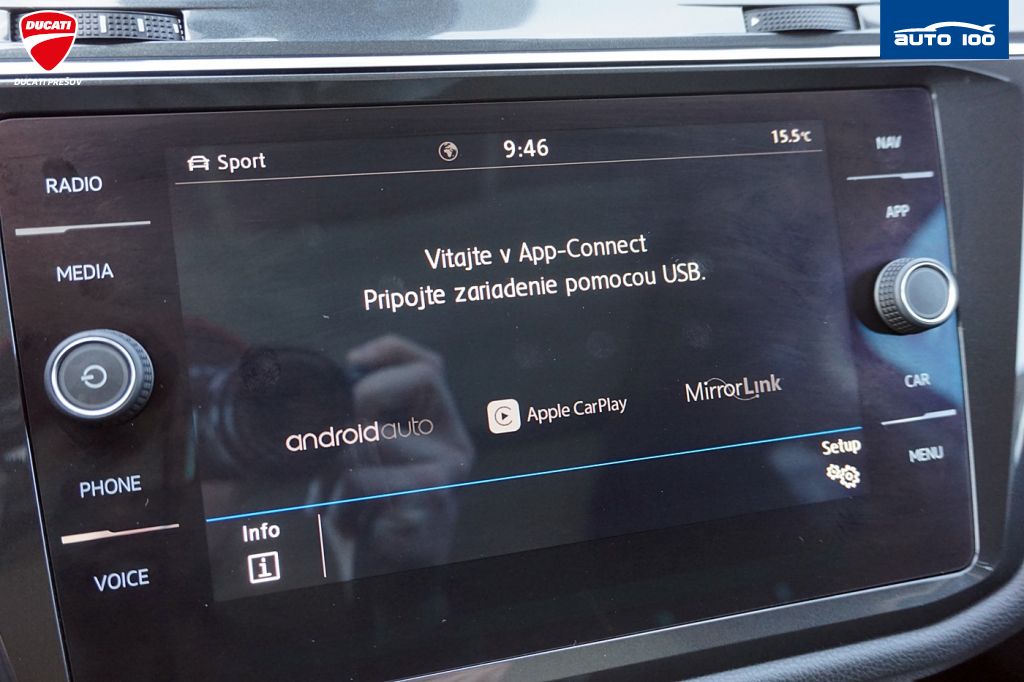 DUCATI
DUCATI PREŠOV
AUTO 100
Sport
9:46
15.5°C
RADIO
MEDIA
PHONE
VOICE
NAV
APP
CAR
MENU
Vitajte v App-Connect
Pripojte zariadenie pomocou USB.
androidauto
Apple CarPlay
MirrorLink
Setup
Info
i